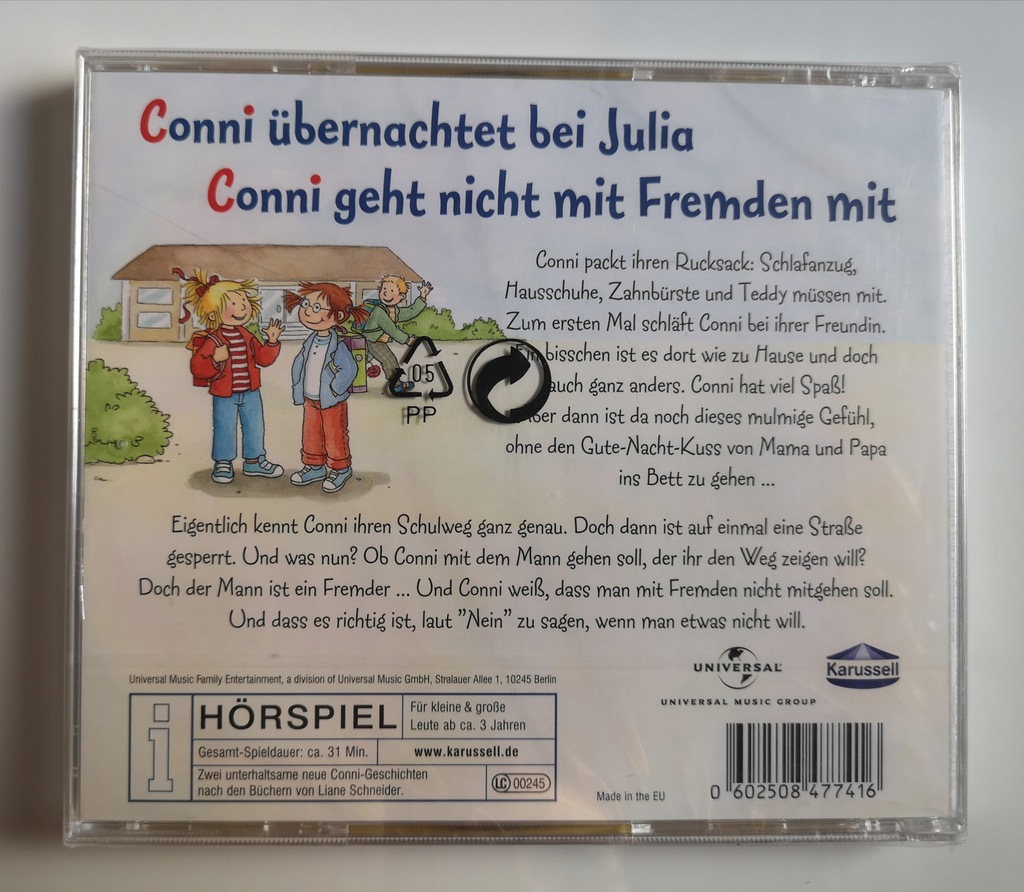 Conni übernachtet bei Julia
Conni geht nicht mit Fremden mit
Conni packt ihren Rucksack: Schlafanzug,
Hausschuhe, Zahnbürste und Teddy müssen mit.
Zum ersten Mal schläft Conni bei ihrer Freundin.
bisschen ist es dort wie zu Hause und doch
auch ganz anders. Conni hat viel Spaß!
dann ist da noch dieses mulmige Gefühl,
ohne den Gute-Nacht-Kuss von Mama und Papa
ins Bett zu gehen ...
05
PP
Eigentlich kennt Conni ihren Schulweg ganz genau. Doch dann ist auf einmal eine Straße
gesperrt. Und was nun? Ob Conni mit dem Mann gehen soll, der ihr den Weg zeigen will?
Doch der Mann ist ein Fremder ... Und Conni weiß, dass man mit Fremden nicht mitgehen soll.
Und dass es richtig ist, laut "Nein" zu sagen, wenn man etwas nicht will.
UNIVERSAL
UNIVERSAL MUSIC GROUP
Karussell
Universal Music Family Entertainment, a division of Universal Music GmbH, Stralauer Allee 1, 10245 Berlin
i
HÖRSPIEL
Für kleine & große
Leute ab ca. 3 Jahren
Gesamt-Spieldauer: ca. 31 Min.
www.karussell.de
Zwei unterhaltsame neue Conni-Geschichten
nach den Büchern von Liane Schneider.
LC 00245
Made in the EU
0 602508 477416